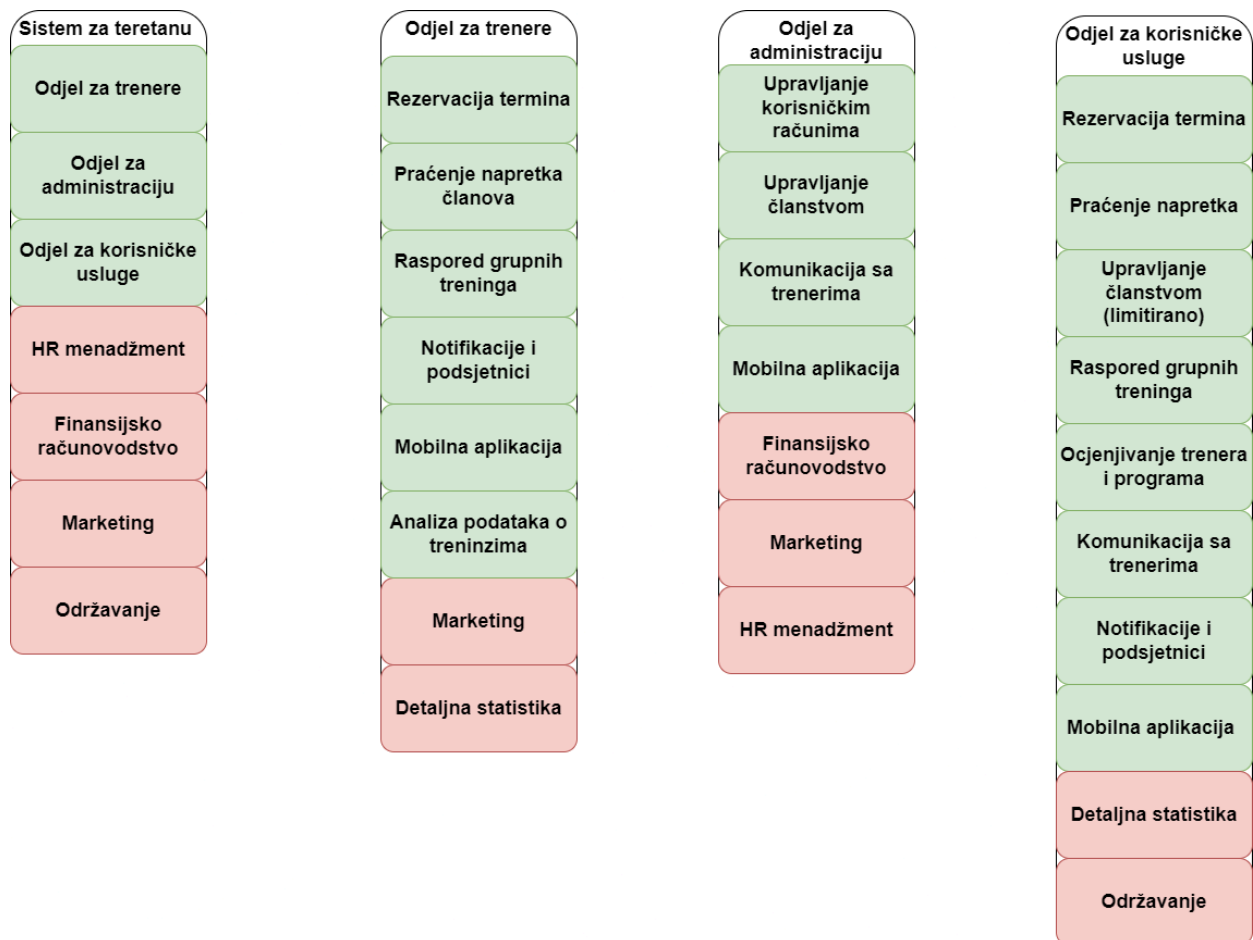 Sistem za teretanu
Odjel za trenere
Odjel za
administraciju
Odjel za korisničke
usluge
HR menadžment
Finansijsko
računovodstvo
Marketing
Održavanje
Odjel za trenere
Rezervacija termina
Praćenje napretka
članova
Raspored grupnih
treninga
Notifikacije i
podsjetnici
Mobilna aplikacija
Analiza podataka o
treninzima
Marketing
Detaljna statistika
Odjel za
administraciju
Upravljanje
korisničkim
računima
Upravljanje
članstvom
Komunikacija sa
trenerima
Mobilna aplikacija
Finansijsko
računovodstvo
Marketing
HR menadžment
Odjel za korisničke
usluge
Rezervacija termina
Praćenje napretka
Upravljanje
članstvom
(limitirano)
Raspored grupnih
treninga
Ocjenjivanje trenera
i programa
Komunikacija sa
trenerima
Notifikacije i
podsjetnici
Mobilna aplikacija
Detaljna statistika
Održavanje